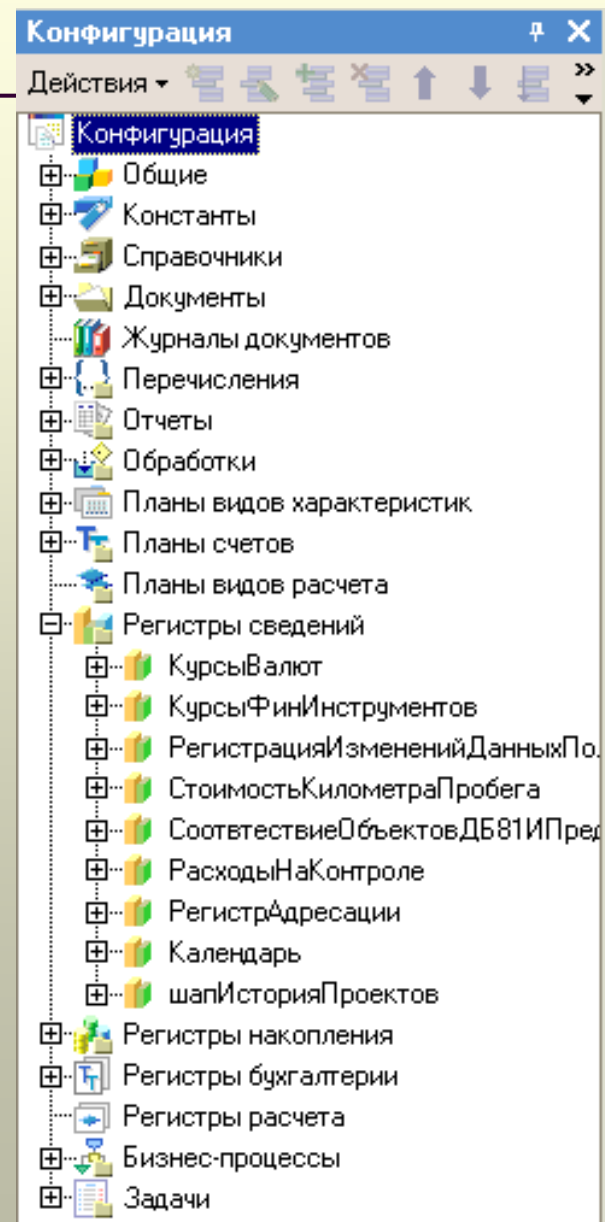 Конфигурация
Действия
Конфигурация
Общие
Константы
Справочники
Документы
Журналы документов
Перечисления
Отчеты
Обработки
Планы видов характеристик
Планы счетов
Планы видов расчета
Регистры сведений
КурсыВалют
КурсыФинИнструментов
РегистрацияИзмененийДанныхПо
СтоимостьКилометраПробега
СоотвтествиеОбъектовДБ81ИПред
РасходыНаКонтроле
РегистрАдресации
Календарь
шапИсторияПроектов
Регистры накопления
Регистры бухгалтерии
Регистры расчета
Бизнес-процессы
Задачи